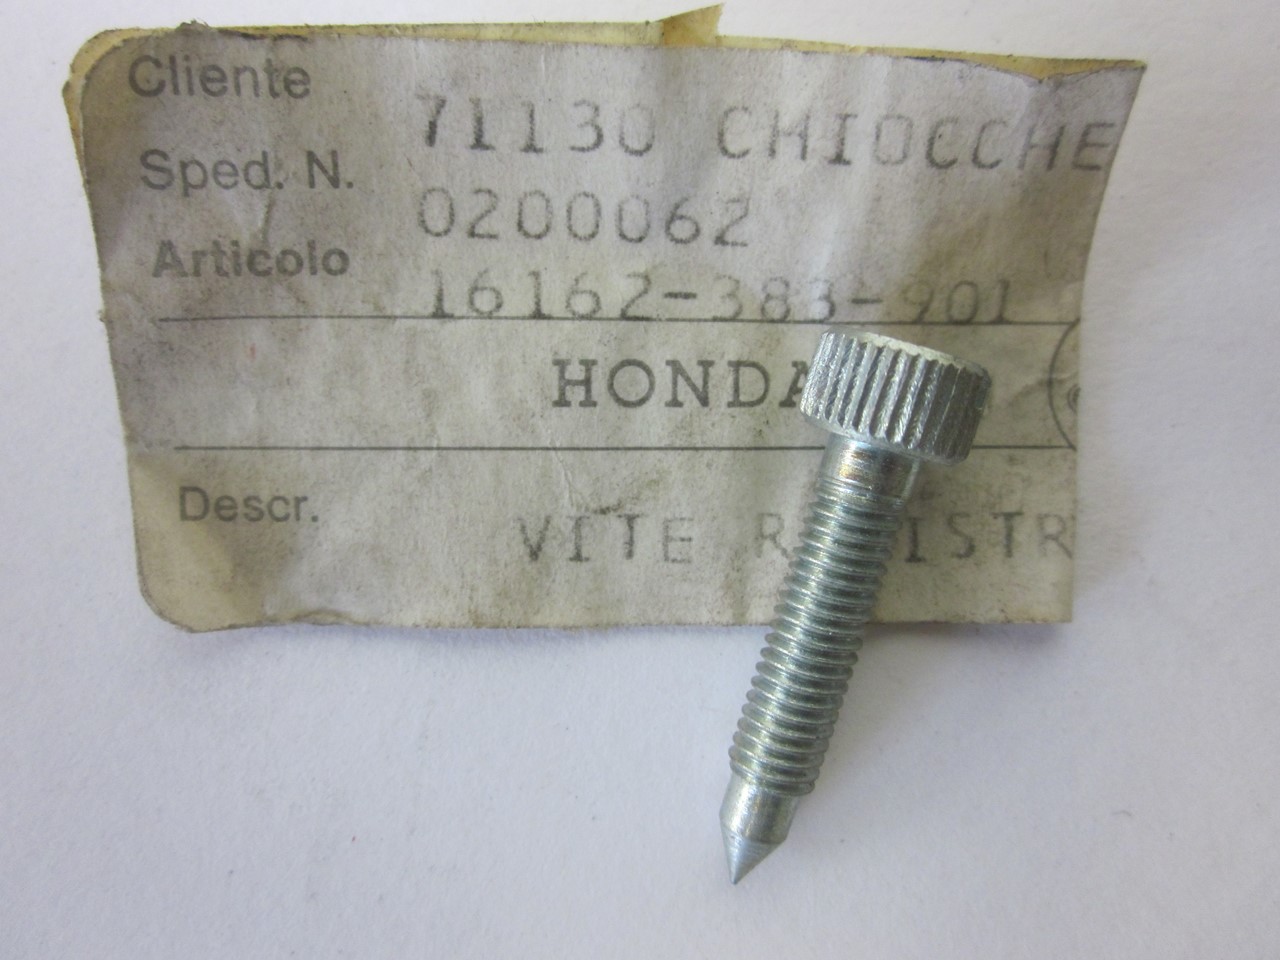 Cliente 71130 CHIOCCHE
Sped. N. 0200062
Articolo 16162-383-901
HONDA
Descr. VITE